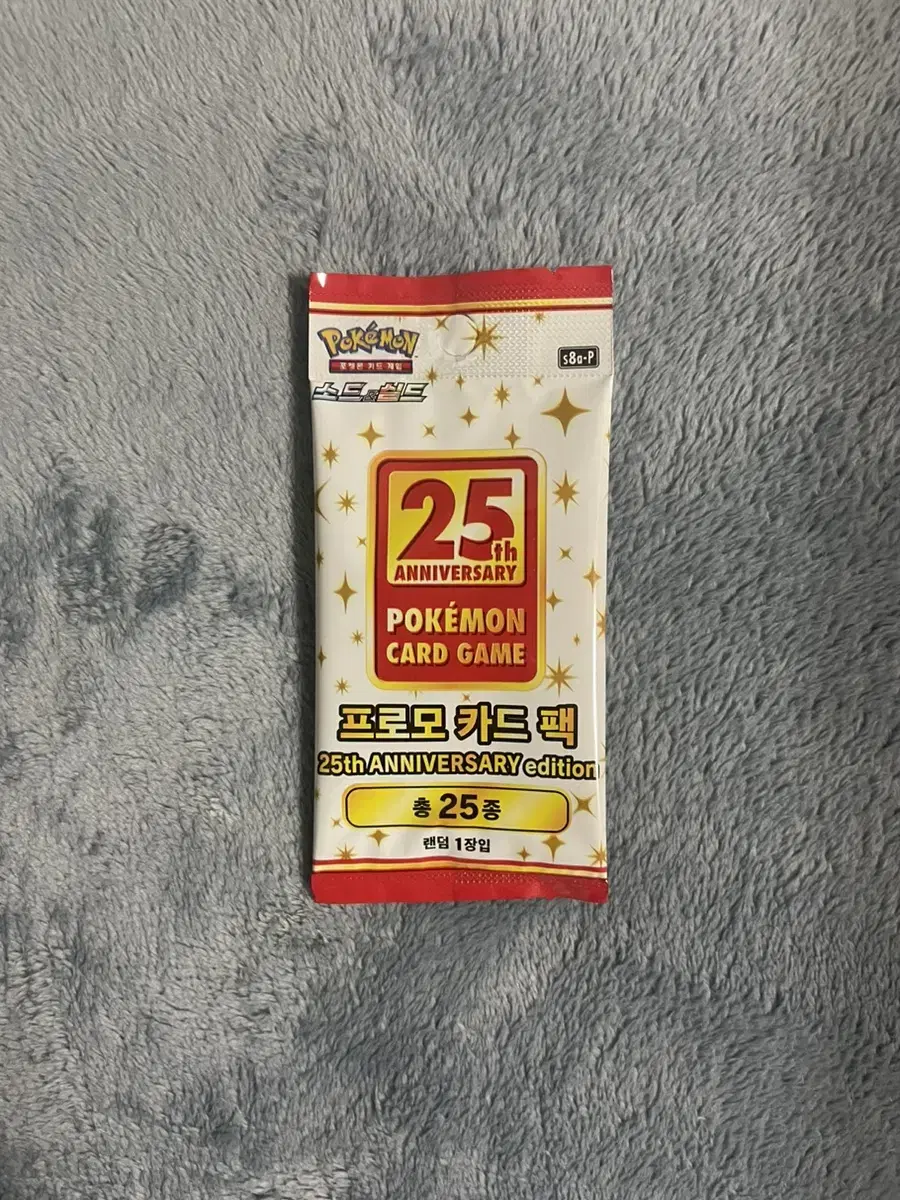 POKÉMON
포켓몬 카드 게임
s8a-P
소드&실드
25th
ANNIVERSARY
POKÉMON
CARD GAME
프로모 카드 팩
25th ANNIVERSARY edition
총 25종
랜덤 1장입